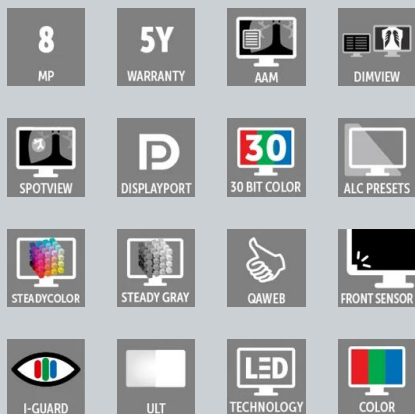 8
MP
5Y
WARRANTY
AAM
DIMVIEW
SPOTVIEW
DISPLAYPORT
30
30 BIT COLOR
ALC PRESETS
STEADYCOLOR
STEADY GRAY
QAWEB
FRONT SENSOR
I-GUARD
ULT
LED
TECHNOLOGY
COLOR